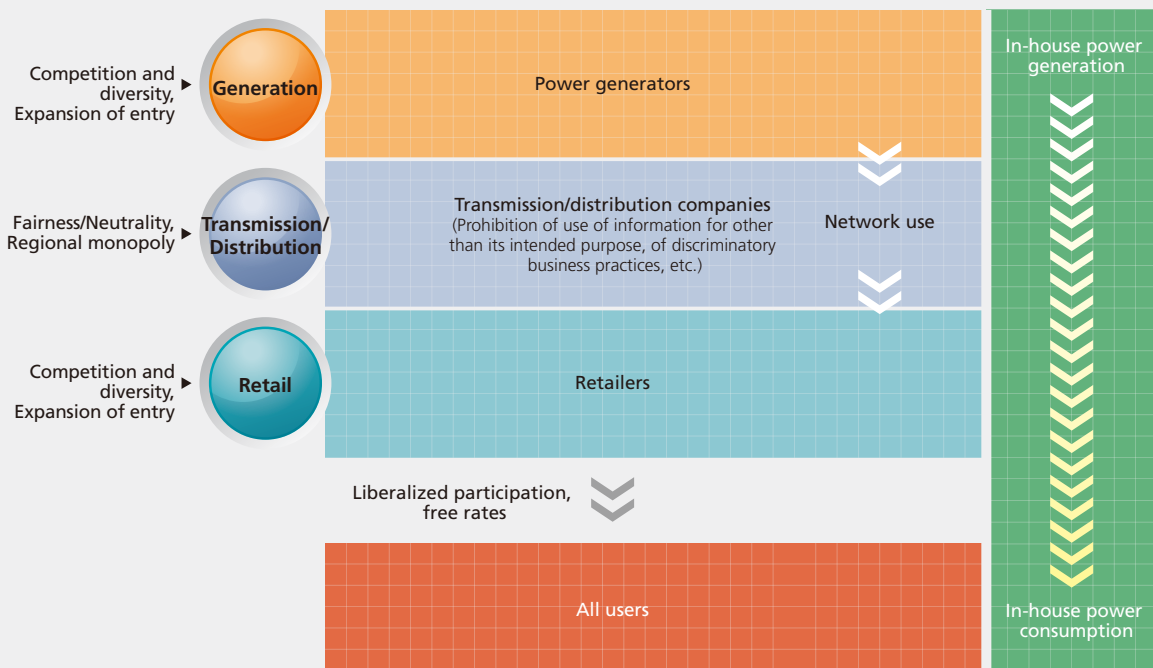 Competition and
diversity,
Expansion of entry
Generation
Power generators
In-house power
generation
Fairness/Neutrality,
Regional monopoly
Transmission/
Distribution
Transmission/distribution companies
(Prohibition of use of information for other
than its intended purpose, of discriminatory
business practices, etc.)
Network use
Competition and
diversity,
Expansion of entry
Retail
Retailers
Liberalized participation,
free rates
All users
In-house power
consumption